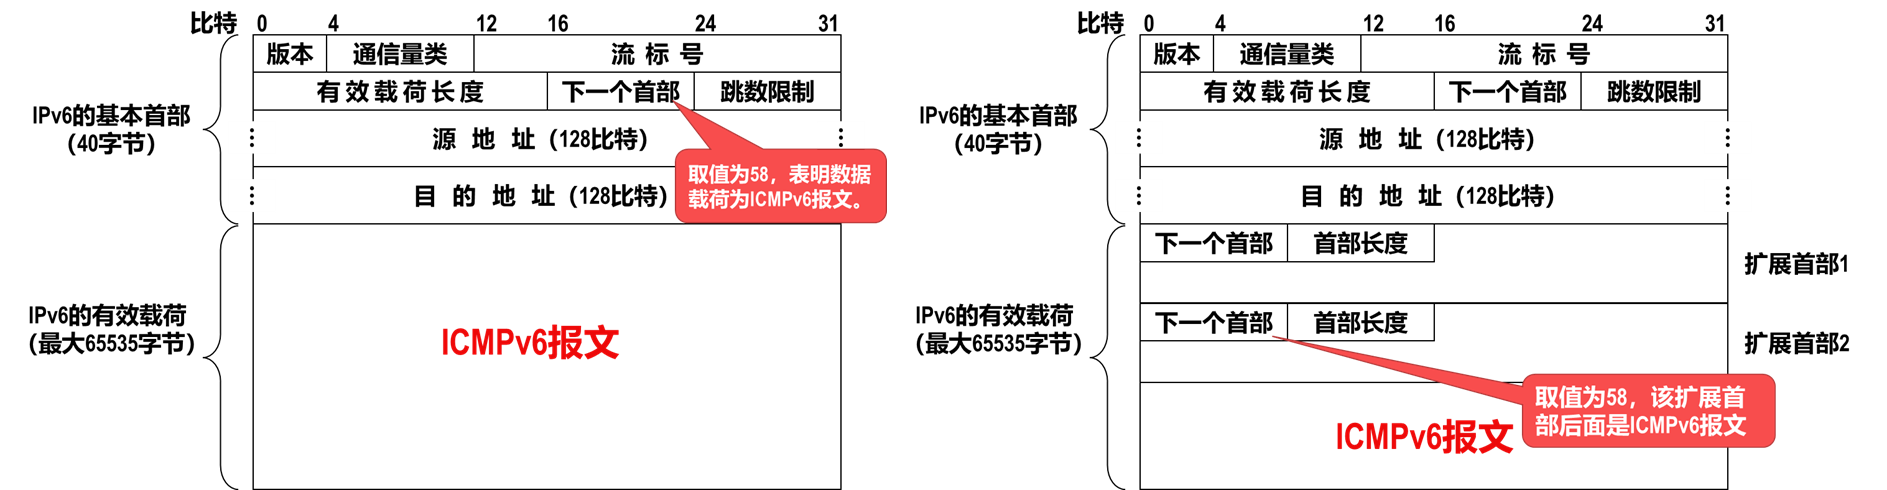 比特 0 4 12 16 24 31
版本 通信量类 流标号
有效载荷长度 下一个首部 跳数限制
IPv6的基本首部
(40字节)
源地址(128比特)
取值为58，表明数据
载荷为ICMPv6报文。
目的地址(128比特)
IPv6的有效载荷
(最大65535字节)
ICMPv6报文
比特 0 4 12 16 24 31
版本 通信量类 流标号
有效载荷长度 下一个首部 跳数限制
IPv6的基本首部
(40字节)
源地址(128比特)
目的地址(128比特)
下一个首部 首部长度
扩展首部1
IPv6的有效载荷
(最大65535字节)
下一个首部 首部长度
扩展首部2
取值为58，该扩展首
部后面是ICMPv6报文
ICMPv6报文